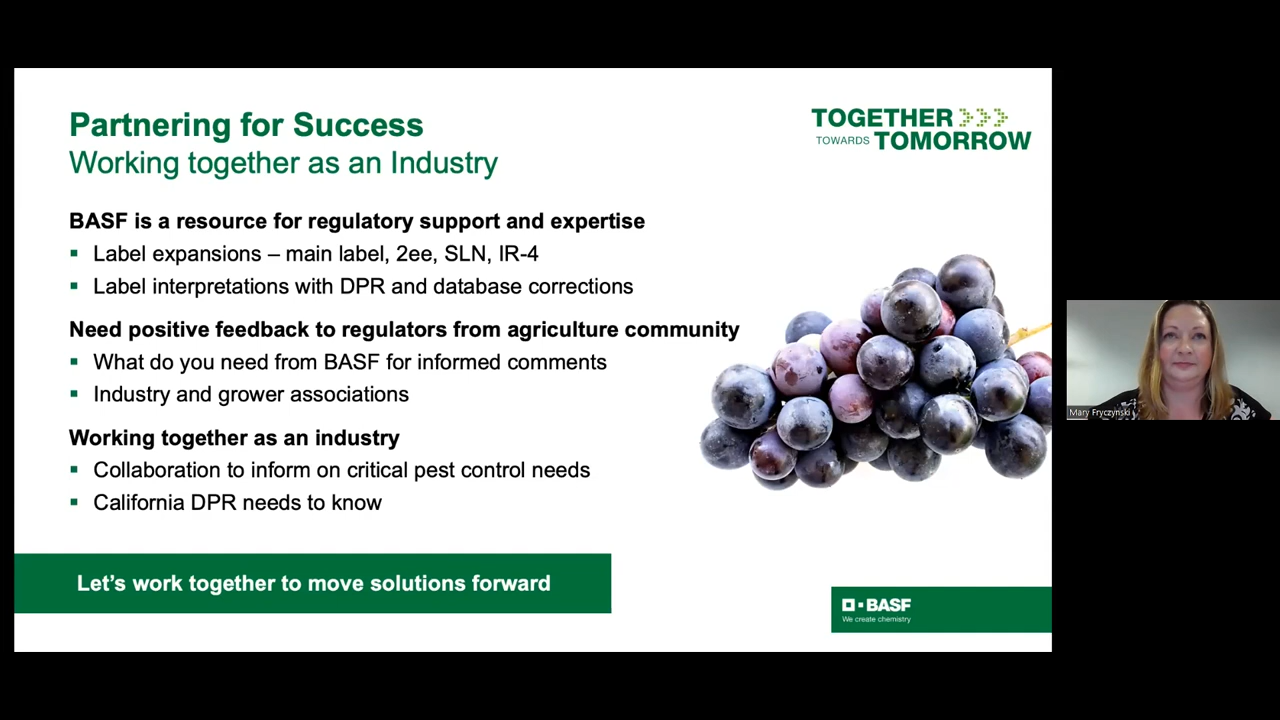 Partnering for Success
Working together as an Industry
TOGETHER
TOWARDS TOMORROW
BASF is a resource for regulatory support and expertise
▪ Label expansions – main label, 2ee, SLN, IR-4
▪ Label interpretations with DPR and database corrections
Need positive feedback to regulators from agriculture community
▪ What do you need from BASF for informed comments
▪ Industry and grower associations
Working together as an industry
▪ Collaboration to inform on critical pest control needs
▪ California DPR needs to know
Let's work together to move solutions forward
BASF
We create chemistry
Mary Fryczynski